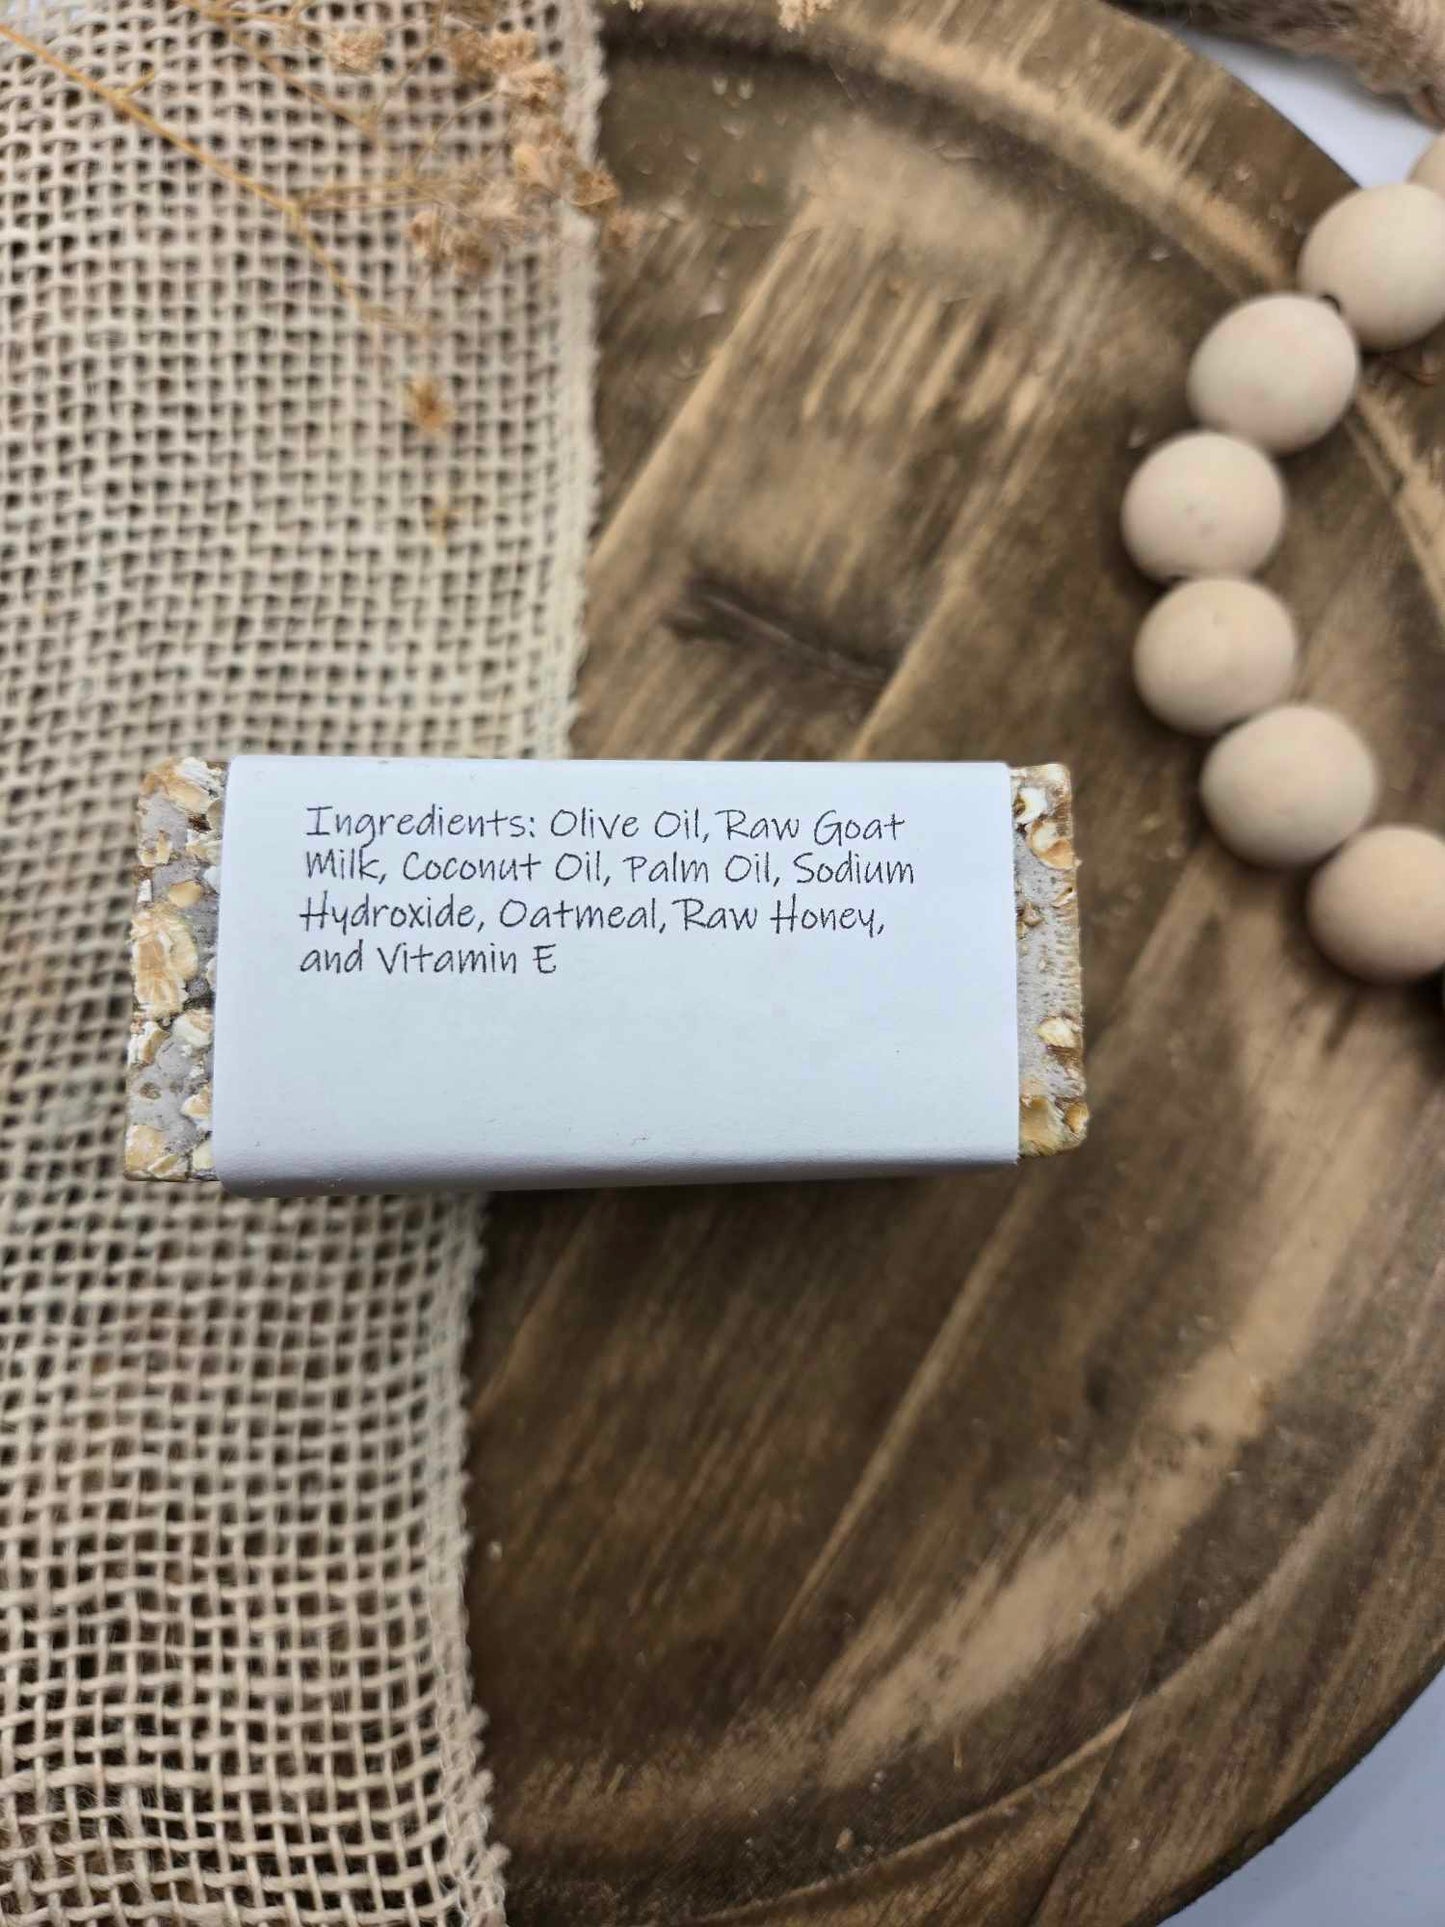 Ingredients: Olive Oil, Raw Goat
Milk, Coconut Oil, Palm Oil, Sodium
Hydroxide, Oatmeal, Raw Honey,
and Vitamin E